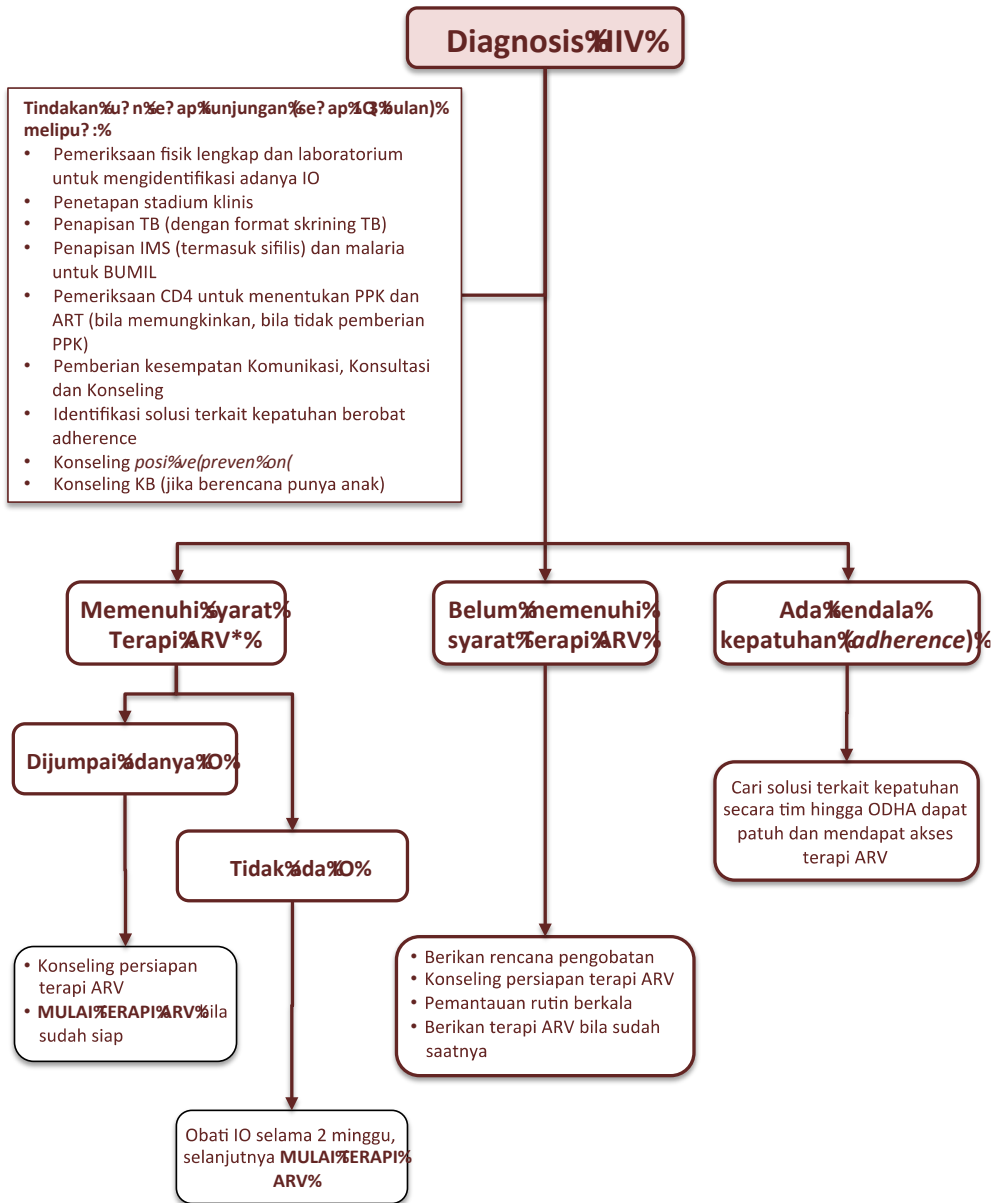 Diagnosis%HIV%
Tindakan%u? n%se? ap%kunjungan%(se? ap%1Q3%bulan)%
melipu? :%
• Pemeriksaan fisik lengkap dan laboratorium
untuk mengidentifikasi adanya IO
• Penetapan stadium klinis
• Penapisan TB (dengan format skrining TB)
• Penapisan IMS (termasuk sifilis) dan malaria
untuk BUMIL
• Pemeriksaan CD4 untuk menentukan PPK dan
ART (bila memungkinkan, bila tidak pemberian
PPK)
• Pemberian kesempatan Komunikasi, Konsultasi
dan Konseling
• Identifikasi solusi terkait kepatuhan berobat
adherence
• Konseling posi%ve(preven%on(
• Konseling KB (jika berencana punya anak)
Memenuhi%syarat%
Terapi%ARV*%
Belum%memenuhi%
syarat%Terapi%ARV%
Ada%kendala%
kepatuhan%(adherence)%
Dijumpai%adanya%IO%
Tidak%ada%IO%
Cari solusi terkait kepatuhan
secara tim hingga ODHA dapat
patuh dan mendapat akses
terapi ARV
• Konseling persiapan
terapi ARV
• MULAI%TERAPI%ARV%bila
sudah siap
• Berikan rencana pengobatan
• Konseling persiapan terapi ARV
• Pemantauan rutin berkala
• Berikan terapi ARV bila sudah
saatnya
Obati IO selama 2 minggu,
selanjutnya MULAI%TERAPI%
ARV%